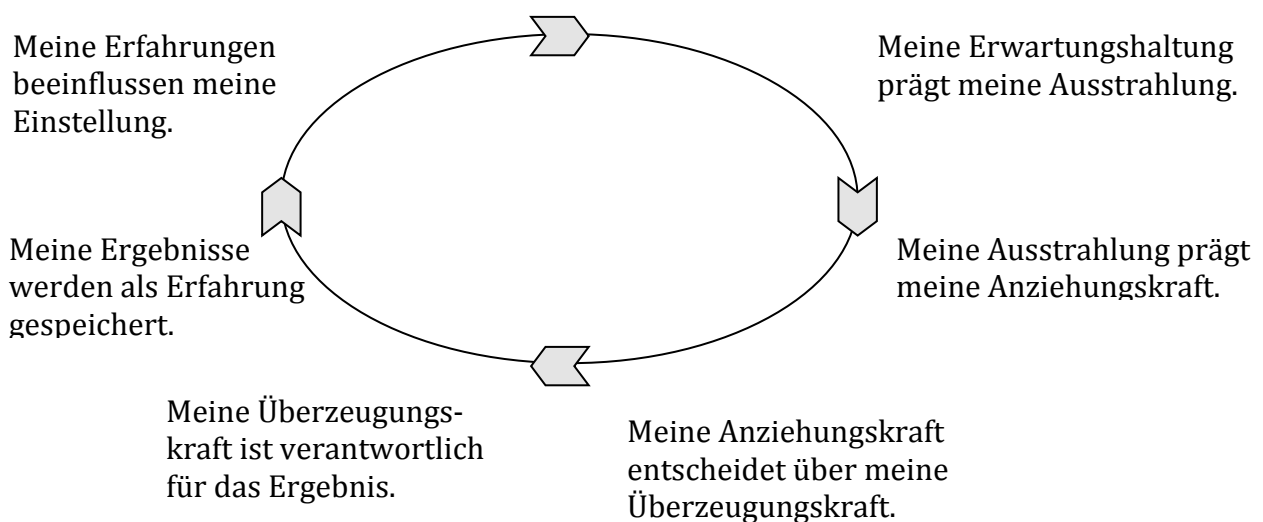 Meine Erfahrungen
beeinflussen meine
Einstellung.
Meine Erwartungshaltung
prägt meine Ausstrahlung.
Meine Ausstrahlung prägt
meine Anziehungskraft.
Meine Anziehungskraft
entscheidet über meine
Überzeugungskraft.
Meine Überzeugungs-
kraft ist verantwortlich
für das Ergebnis.
Meine Ergebnisse
werden als Erfahrung
gespeichert.